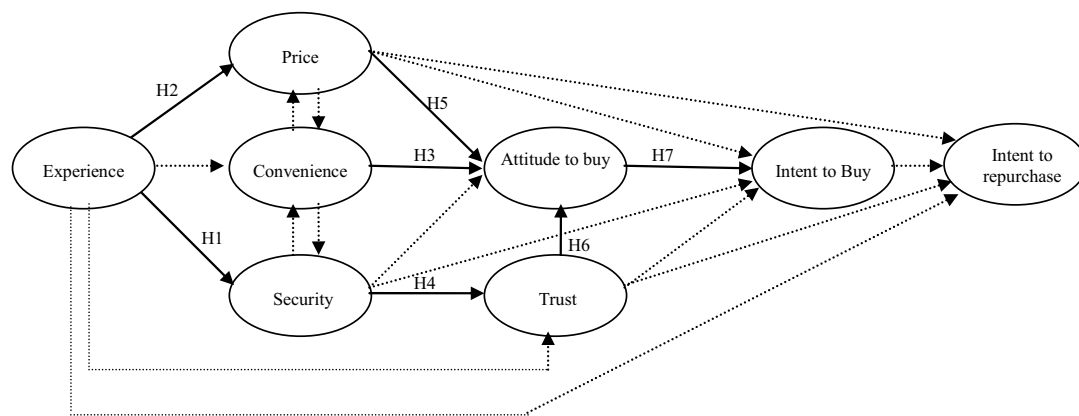 Price
H2
H5
Experience
Convenience
H3
Attitude to buy
H7
Intent to Buy
Intent to
repurchase
H1
H6
Security
H4
Trust